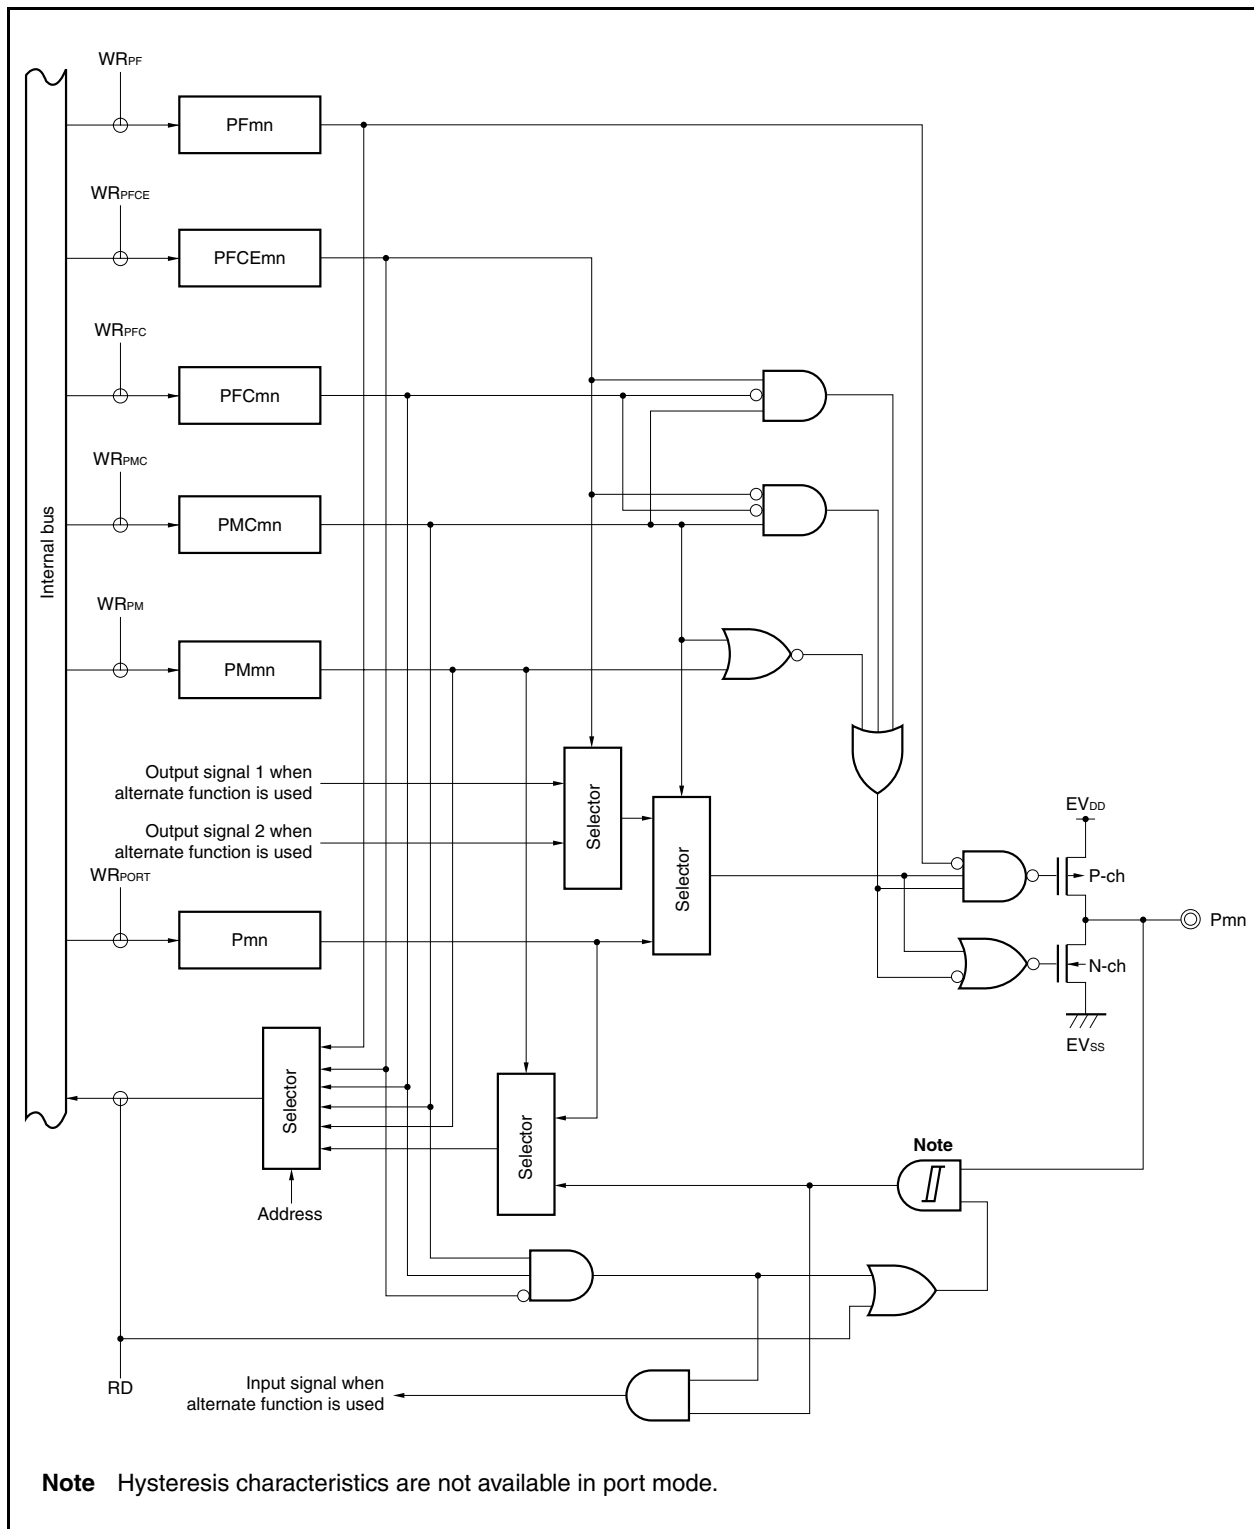 WRPF
PFmn
WRPFCE
PFCEmn
WRPFC
PFCmn
WRPMC
PMCmn
Internal bus
WRPM
PMmn
Output signal 1 when
alternate function is used
Output signal 2 when
alternate function is used
Selector
Selector
EVDD
P-ch
WRPORT
Pmn
Pmn
N-ch
EVSS
Selector
Selector
Address
Note
RD
Input signal when
alternate function is used
Note Hysteresis characteristics are not available in port mode.